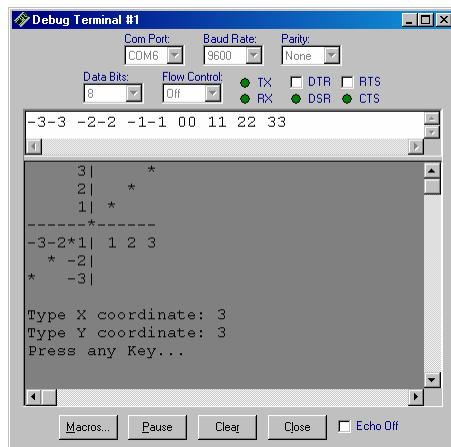 Debug Terminal #1
Com Port: Baud Rate: Parity:
COM6 9600 None
Data Bits: Flow Control: TX DTR RTS
8 Off RX DSR CTS
-3-3 -2-2 -1-1 00 11 22 33
3|     *
2|   *
1| *
------*------
-3-2*1| 1 2 3
* -2|
*   -3|
Type X coordinate: 3
Type Y coordinate: 3
Press any Key...
Macros... Pause Clear Close Echo Off